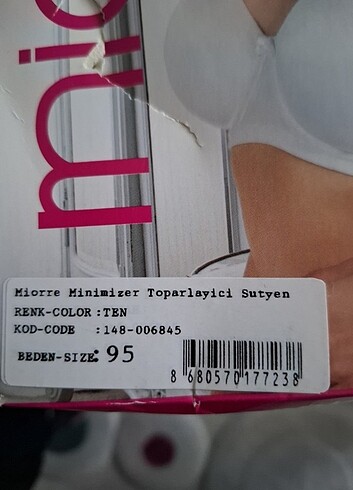 mio
Miorre Minimizer Toparlayici Sutyen
RENK-COLOR :TEN
KOD-CODE :148-006845
BEDEN-SIZE: 95
8 680570 177238